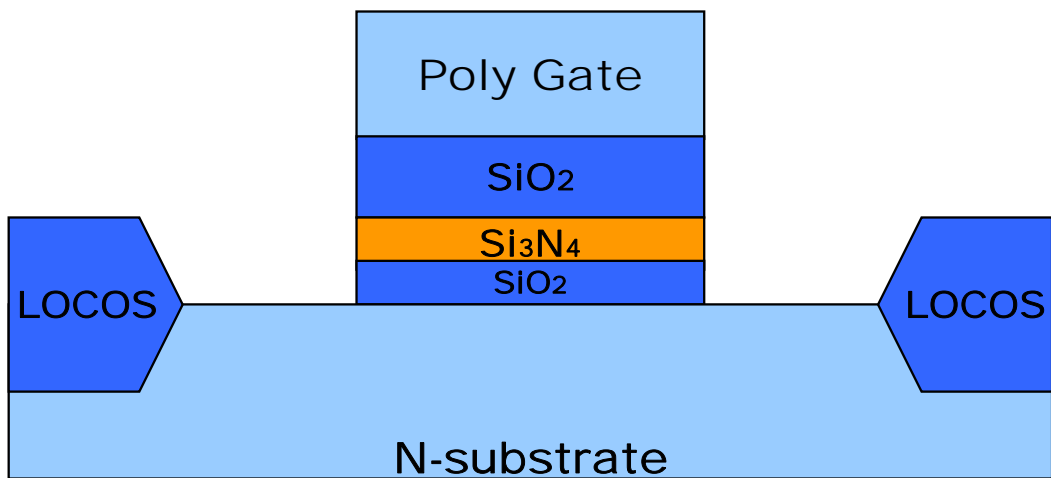 Poly Gate
SiO2
Si3N4
SiO2
LOCOS
LOCOS
N-substrate